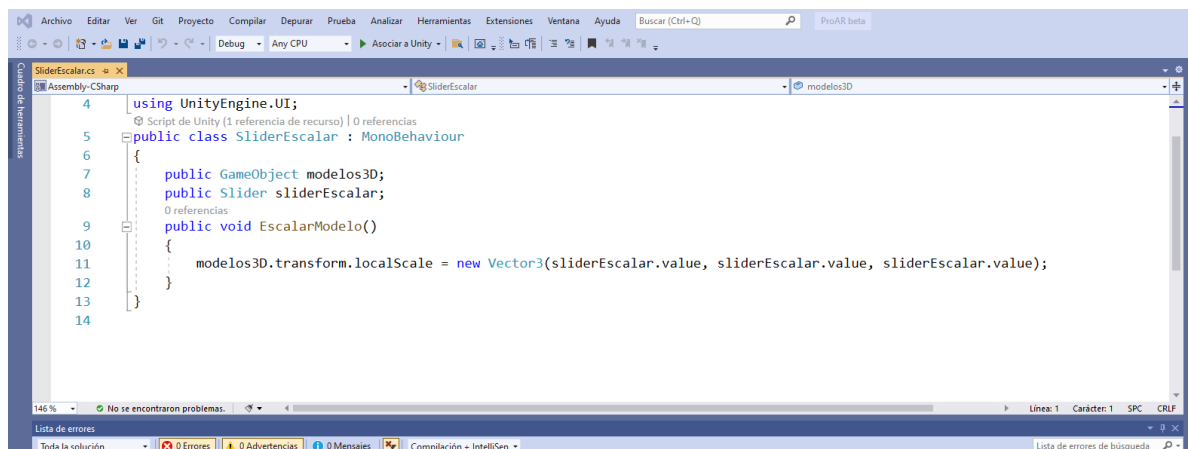 Archivo Editar Ver Git Proyecto Compilar Depurar Prueba Analizar Herramientas Extensiones Ventana Ayuda Buscar (Ctrl+Q) ProAR beta
Debug Any CPU Asociar a Unity
Cuadro de herramientas
SliderEscalar.cs
Assembly-CSharp SliderEscalar modelos3D
4 using UnityEngine.UI;
Script de Unity (1 referencia de recurso) | 0 referencias
5 public class SliderEscalar : MonoBehaviour
6 {
7 public GameObject modelos3D;
8 public Slider sliderEscalar;
0 referencias
9 public void EscalarModelo()
10 {
11 modelos3D.transform.localScale = new Vector3(sliderEscalar.value, sliderEscalar.value, sliderEscalar.value);
12 }
13 }
14
146 % No se encontraron problemas. Línea: 1 Carácter: 1 SPC CRLF
Lista de errores
Toda la solución 0 Errores 0 Advertencias 0 Mensajes Compilación + IntelliSen Lista de errores de búsqueda